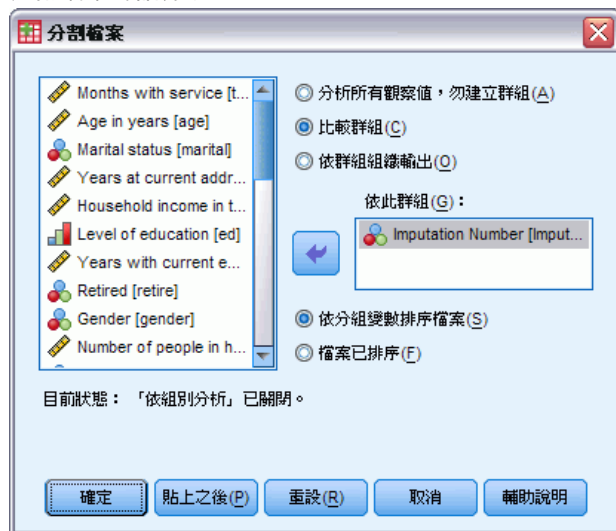 分割檔案
Months with service [t...
Age in years [age]
Marital status [marital]
Years at current addr...
Household income in t...
Level of education [ed]
Years with current e...
Retired [retire]
Gender [gender]
Number of people in h...
分析所有觀察值，勿建立群組(A)
比較群組(C)
依群組組織輸出(O)
依此群組(G)：
Imputation Number [Imput...
依分組變數排序檔案(S)
檔案已排序(F)
目前狀態：「依組別分析」已關閉。
確定
貼上之後(P)
重設(R)
取消
輔助說明